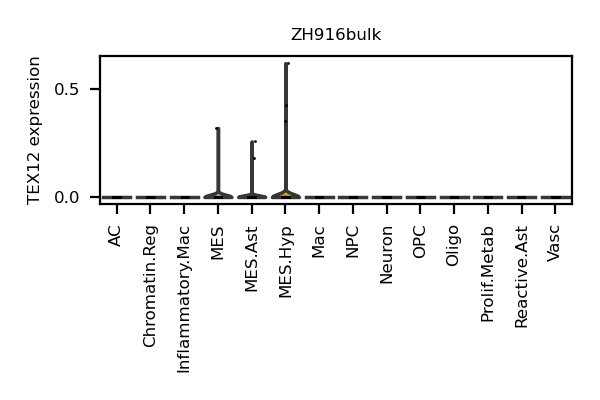 ZH916bulk
TEX12 expression
0.5
0.0
AC
Chromatin.Reg
Inflammatory.Mac
MES
MES.Ast
MES.Hyp
Mac
NPC
Neuron
OPC
Oligo
Prolif.Metab
Reactive.Ast
Vasc